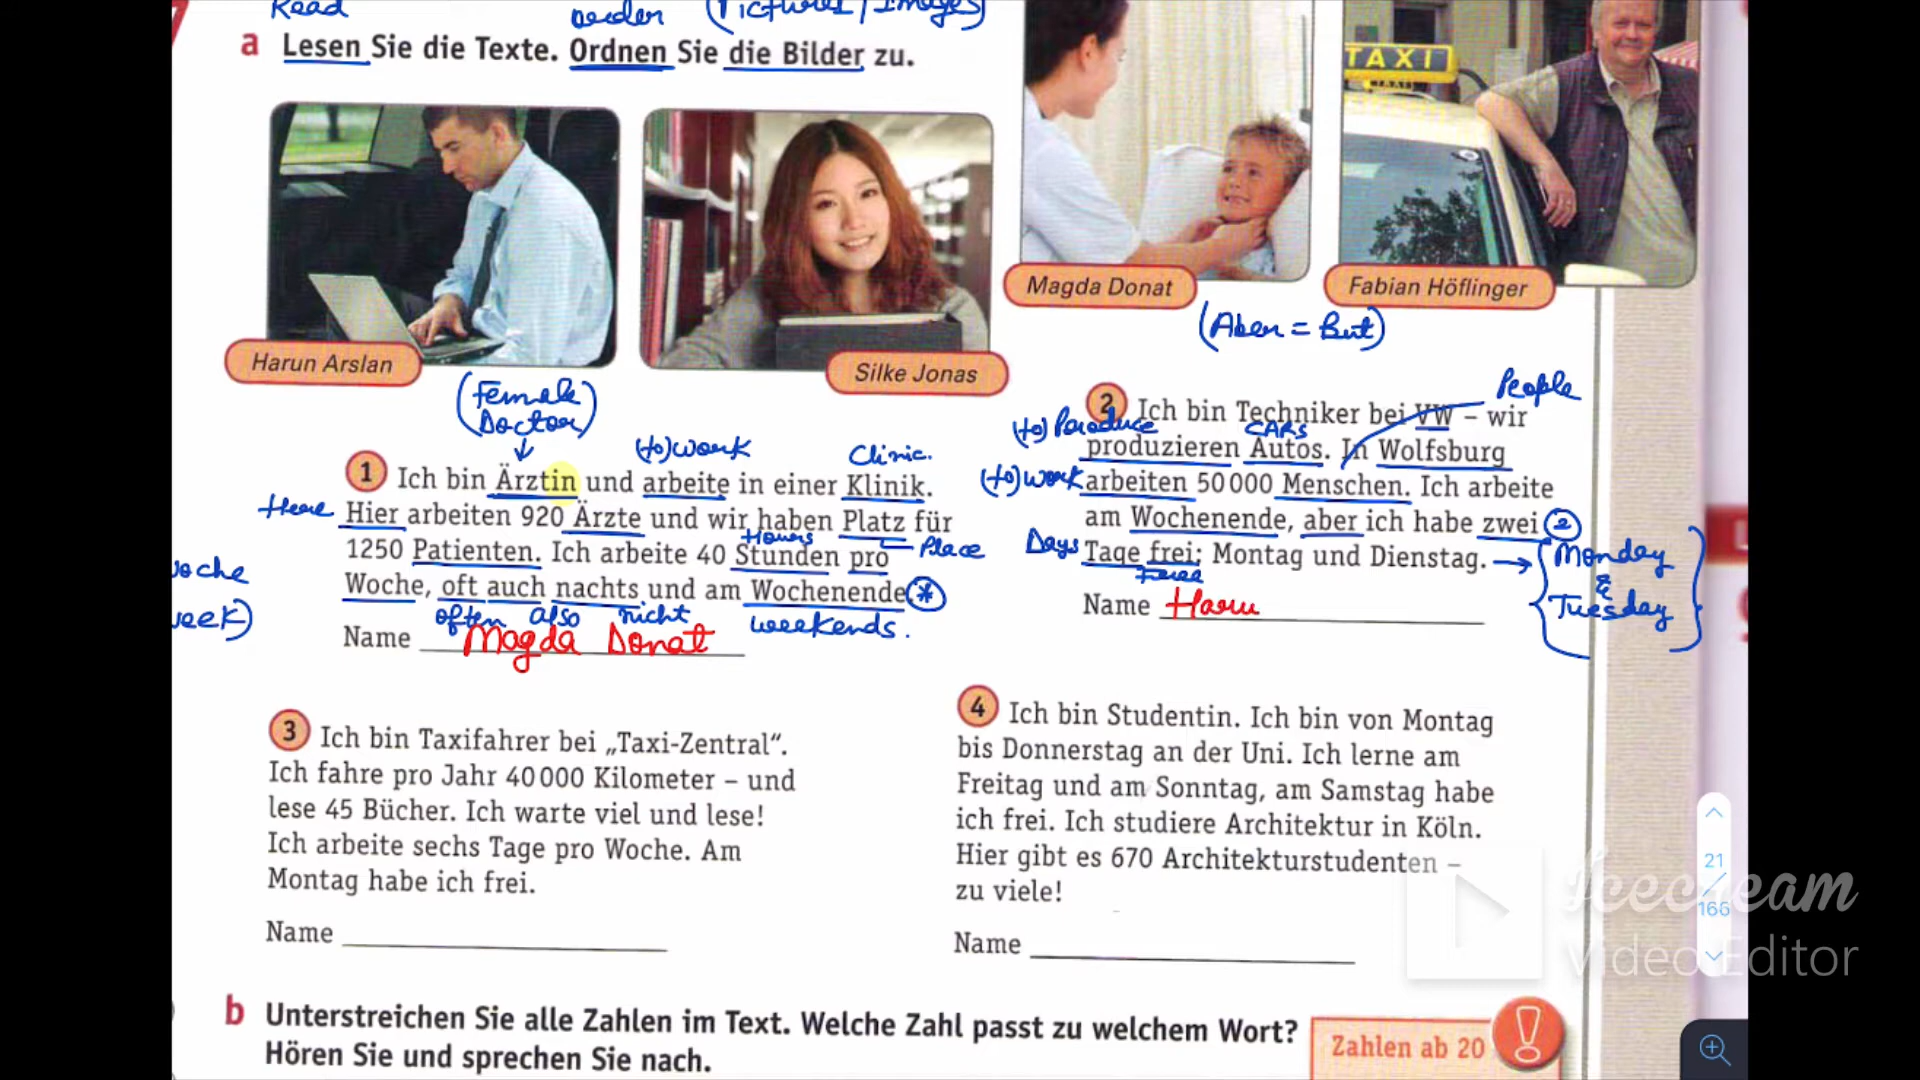 Read
order (Pictures/Images)
a Lesen Sie die Texte. Ordnen Sie die Bilder zu.
TAXI
Harun Arslan
Silke Jonas
Magda Donat
Fabian Höflinger
(Aber = But)
(Female
Doctor)
(to) work
Clinic.
1 Ich bin Ärztin und arbeite in einer Klinik.
Here Hier arbeiten 920 Ärzte und wir haben Platz für
Hours
Place
1250 Patienten. Ich arbeite 40 Stunden pro
Woche, oft auch nachts und am Wochenende. *
often also nicht weekends.
Name Magda Donat
woche
week)
People
2 Ich bin Techniker bei VW – wir
(to) Produce CARS
produzieren Autos. In Wolfsburg
(to) work arbeiten 50 000 Menschen. Ich arbeite
am Wochenende, aber ich habe zwei 2
Days Tage frei; Montag und Dienstag. → {Monday
Free
&
Tuesday}
Name Haru
3 Ich bin Taxifahrer bei „Taxi-Zentral“.
Ich fahre pro Jahr 40 000 Kilometer – und
lese 45 Bücher. Ich warte viel und lese!
Ich arbeite sechs Tage pro Woche. Am
Montag habe ich frei.
Name
4 Ich bin Studentin. Ich bin von Montag
bis Donnerstag an der Uni. Ich lerne am
Freitag und am Sonntag, am Samstag habe
ich frei. Ich studiere Architektur in Köln.
Hier gibt es 670 Architekturstudenten –
zu viele!
Name
b Unterstreichen Sie alle Zahlen im Text. Welche Zahl passt zu welchem Wort?
Hören Sie und sprechen Sie nach.
Zahlen ab 20
!
21
166
Icecream
Video Editor